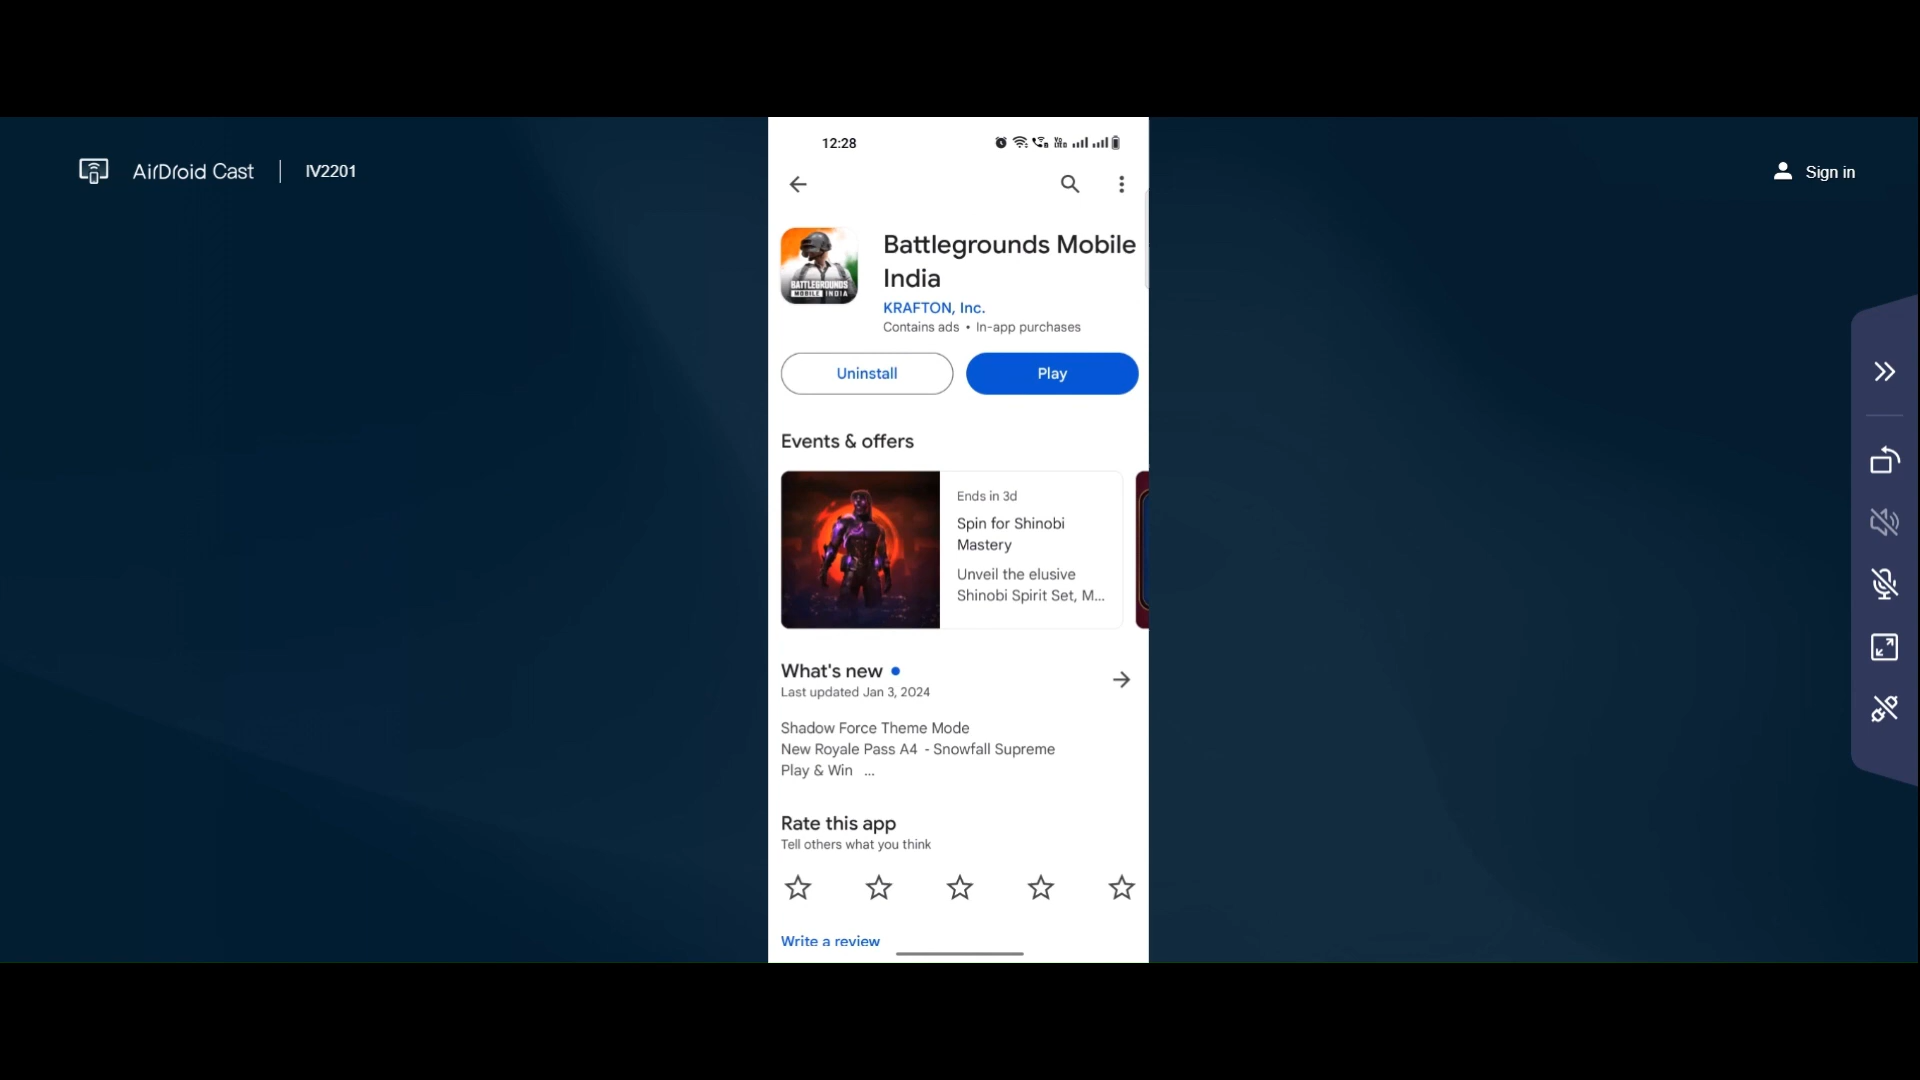 AirDroid Cast
IV2201
Sign in
12:28
Battlegrounds Mobile
India
KRAFTON, Inc.
Contains ads • In-app purchases
BATTLEGROUNDS
MOBILE INDIA
Uninstall
Play
Events & offers
Ends in 3d
Spin for Shinobi
Mastery
Unveil the elusive
Shinobi Spirit Set, M...
What's new
Last updated Jan 3, 2024
Shadow Force Theme Mode
New Royale Pass A4 - Snowfall Supreme
Play & Win ...
Rate this app
Tell others what you think
Write a review